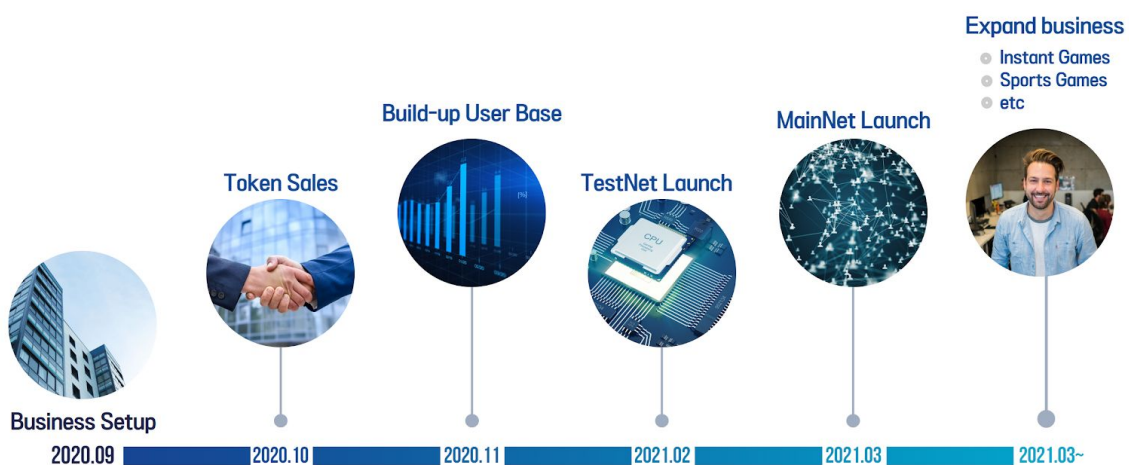 Expand business
Instant Games
Sports Games
etc
Build-up User Base
MainNet Launch
Token Sales
TestNet Launch
CPU
[%]
Business Setup
2020.09
2020.10
2020.11
2021.02
2021.03
2021.03~